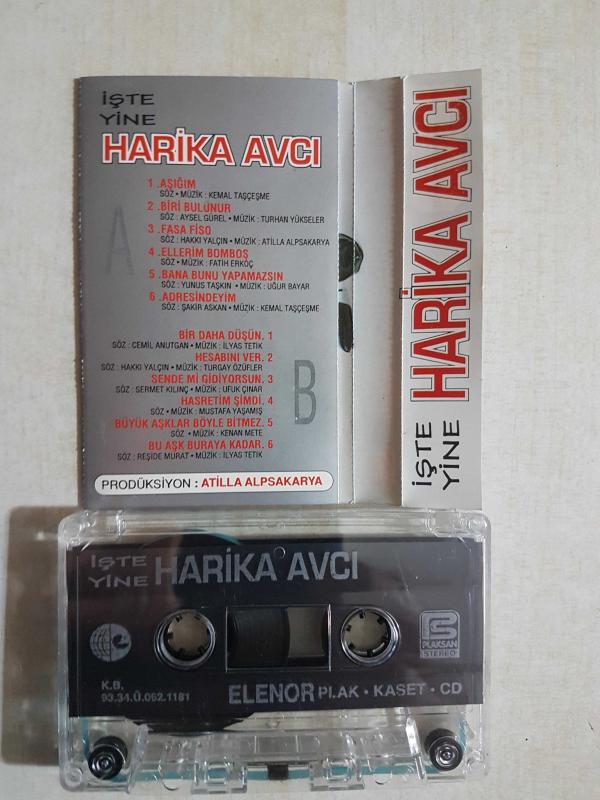 İŞTE
YİNE
HARİKA AVCI
1 .AŞIĞIM
SÖZ • MÜZİK : KEMAL TAŞÇEŞME
2 .BİRİ BULUNUR
SÖZ : AYSEL GÜREL • MÜZİK : TURHAN YÜKSELER
3 .FASA FİSO
SÖZ : HAKKI YALÇIN • MÜZİK : ATİLLA ALPSAKARYA
4 .ELLERİM BOMBOŞ
SÖZ • MÜZİK : FATİH ERKOÇ
5 .BANA BUNU YAPAMAZSIN
SÖZ : YUNUS TAŞKIN • MÜZİK : UĞUR BAYAR
6 .ADRESİNDEYİM
SÖZ : ŞAKİR ASKAN • MÜZİK : KEMAL TAŞÇEŞME
A
BİR DAHA DÜŞÜN. 1
SÖZ : CEMİL ANUTGAN • MÜZİK : İLYAS TETİK
HESABINI VER. 2
SÖZ : HAKKI YALÇIN • MÜZİK : TURGAY ÖZÜFLER
SENDE Mİ GİDİYORSUN. 3
SÖZ : SERMET KILINÇ • MÜZİK : UFUK ÇINAR
HASRETİM ŞİMDİ. 4
SÖZ • MÜZİK : MUSTAFA YAŞAMIŞ
BÜYÜK AŞKLAR BÖYLE BİTMEZ. 5
SÖZ • MÜZİK : KENAN METE
BU AŞK BURAYA KADAR. 6
SÖZ : REŞİDE MURAT • MÜZİK : İLYAS TETİK
B
PRODÜKSİYON : ATİLLA ALPSAKARYA
İŞTE
YİNE
HARİKA AVCI
İŞTE
YİNE
HARİKA AVCI
PLAKSAN
STEREO
K.B.
93.34.Ü.062.1181
ELENOR PLAK • KASET • CD